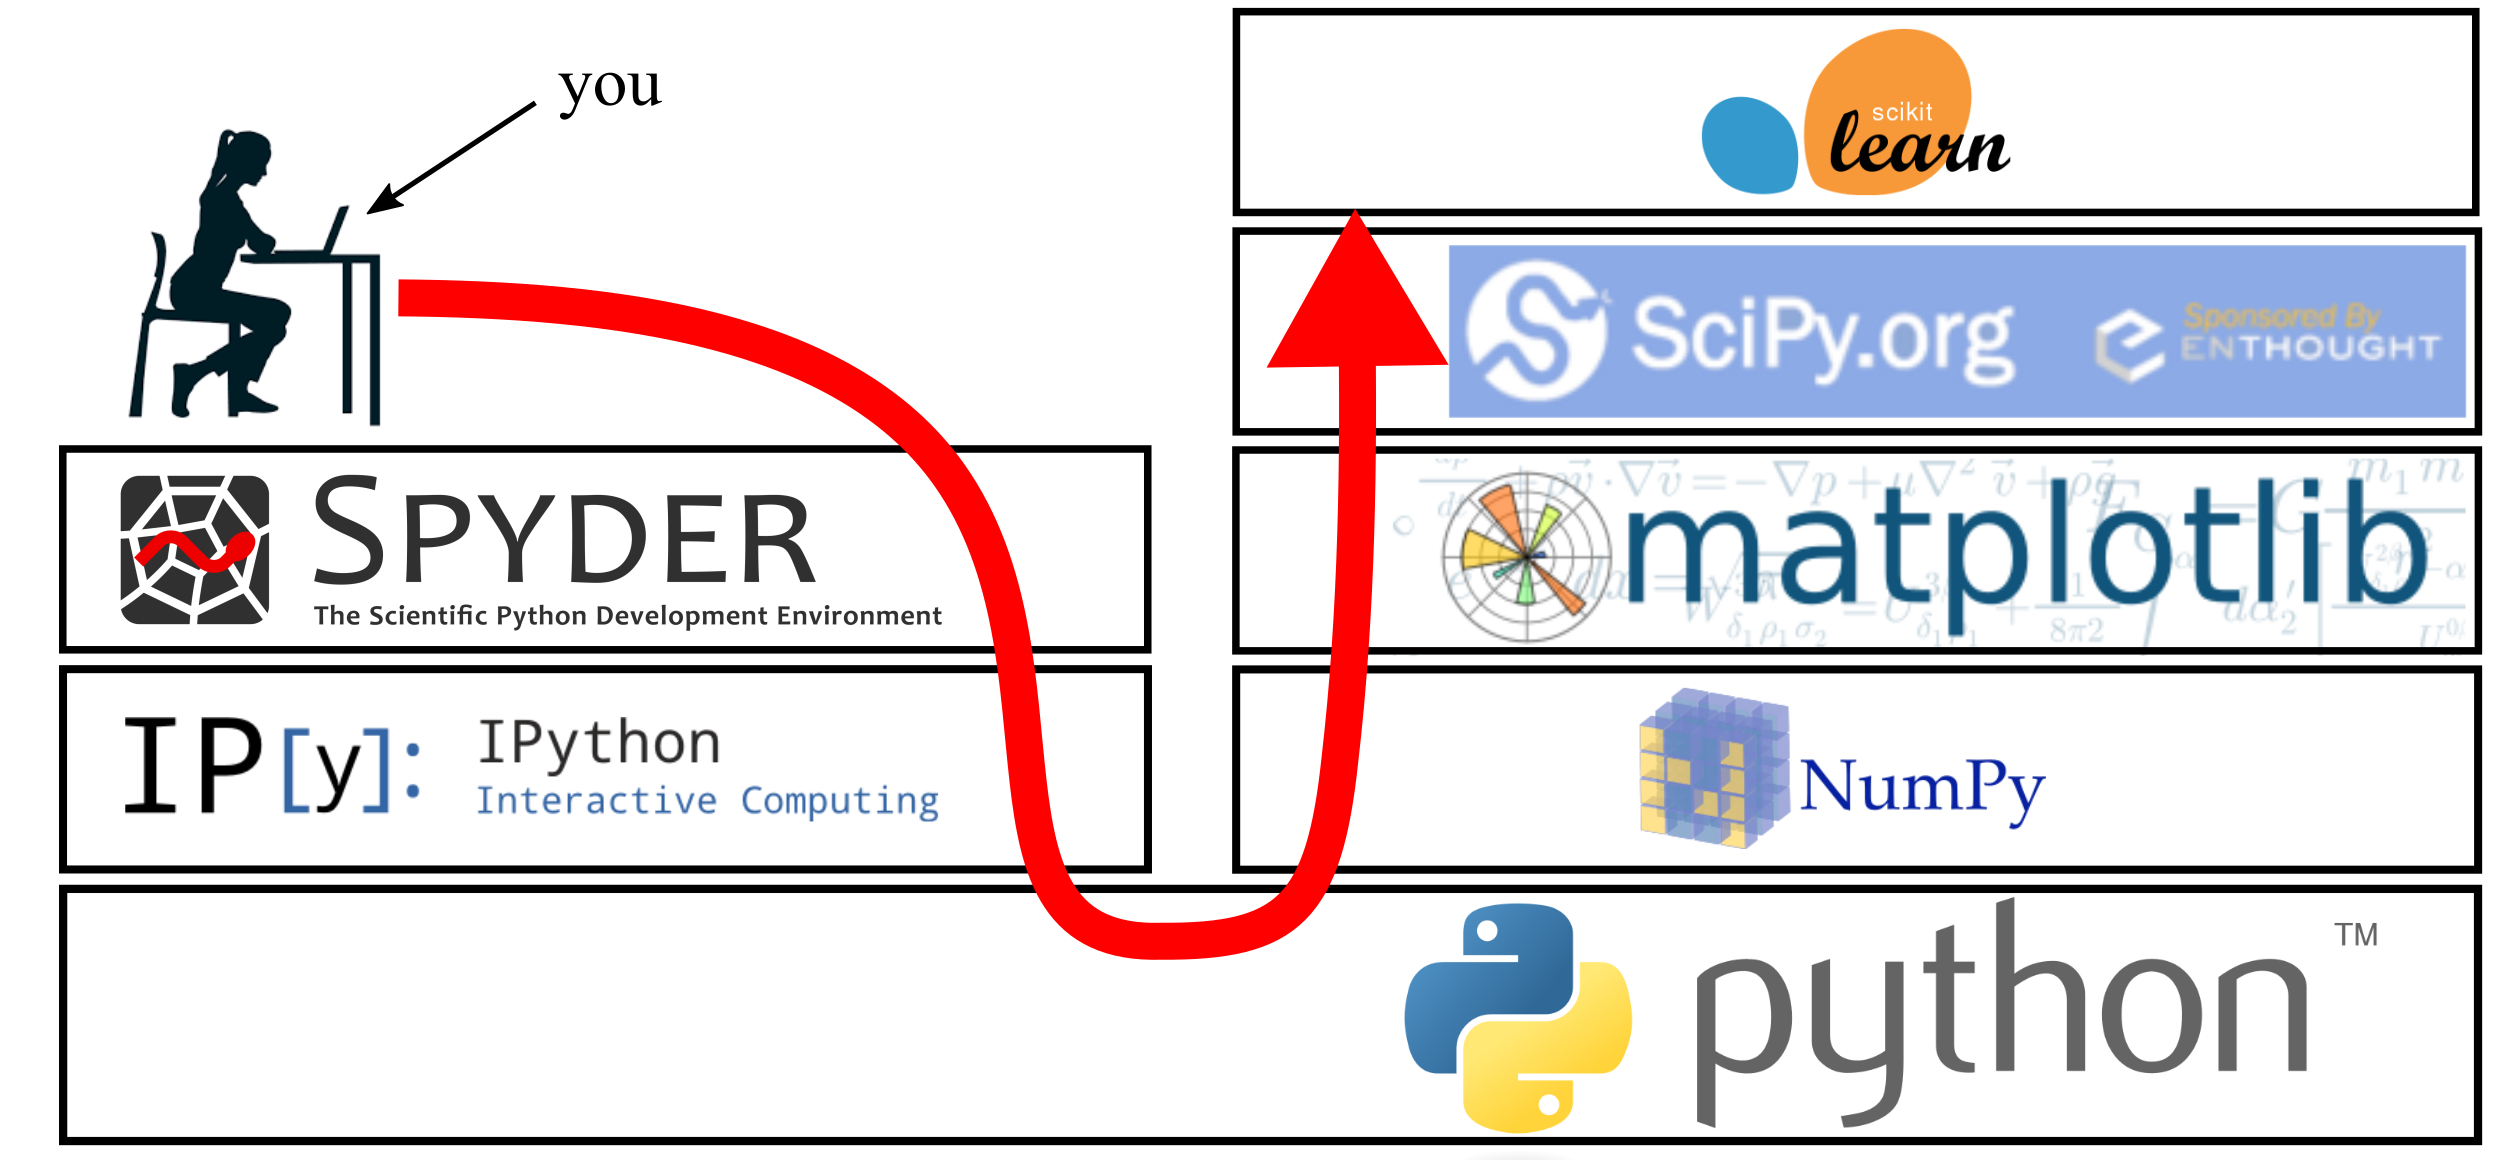 you
scikit
learn
SciPy.org
Sponsored By
ENTHOUGHT
SPYDER
The Scientific Python Development Environment
matplotlib
IP[y]:
IPython
Interactive Computing
NumPy
python
TM